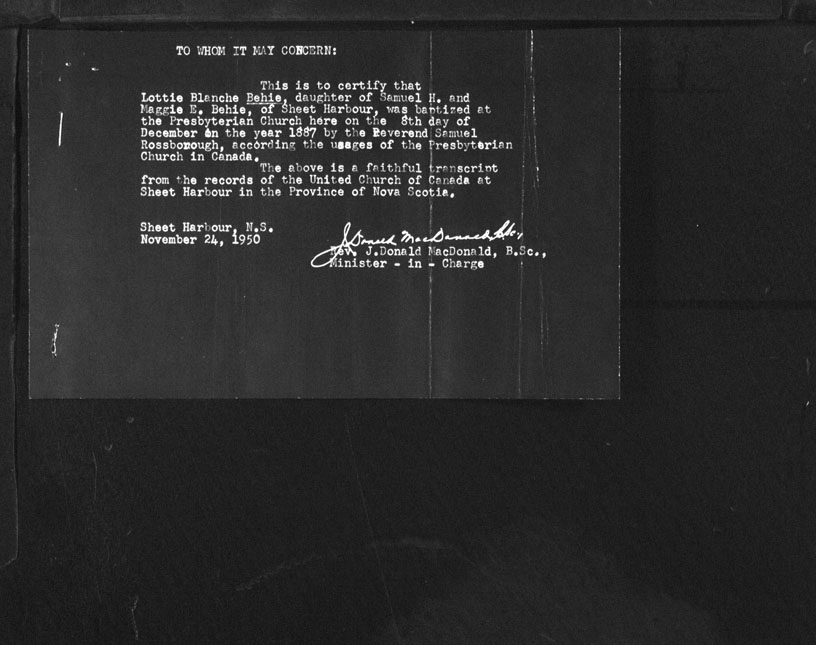 TO WHOM IT MAY CONCERN:
This is to certify that
Lottie Blanche Behie, daughter of Samuel H. and
Maggie E. Behie, of Sheet Harbour, was bantized at
the Presbyterian Church here on the 8th day of
December in the year 1887 by the Reverend Samuel
Rossborough, according the usages of the Presbyterian
Church in Canada.
The above is a faithful transcript
from the records of the United Church of Canada at
Sheet Harbour in the Province of Nova Scotia.
Sheet Harbour, N.S.
November 24, 1950
J Donald MacDonald, B.Sc.,
Rev. J.Donald MacDonald, B.Sc.,
Minister - in - Charge